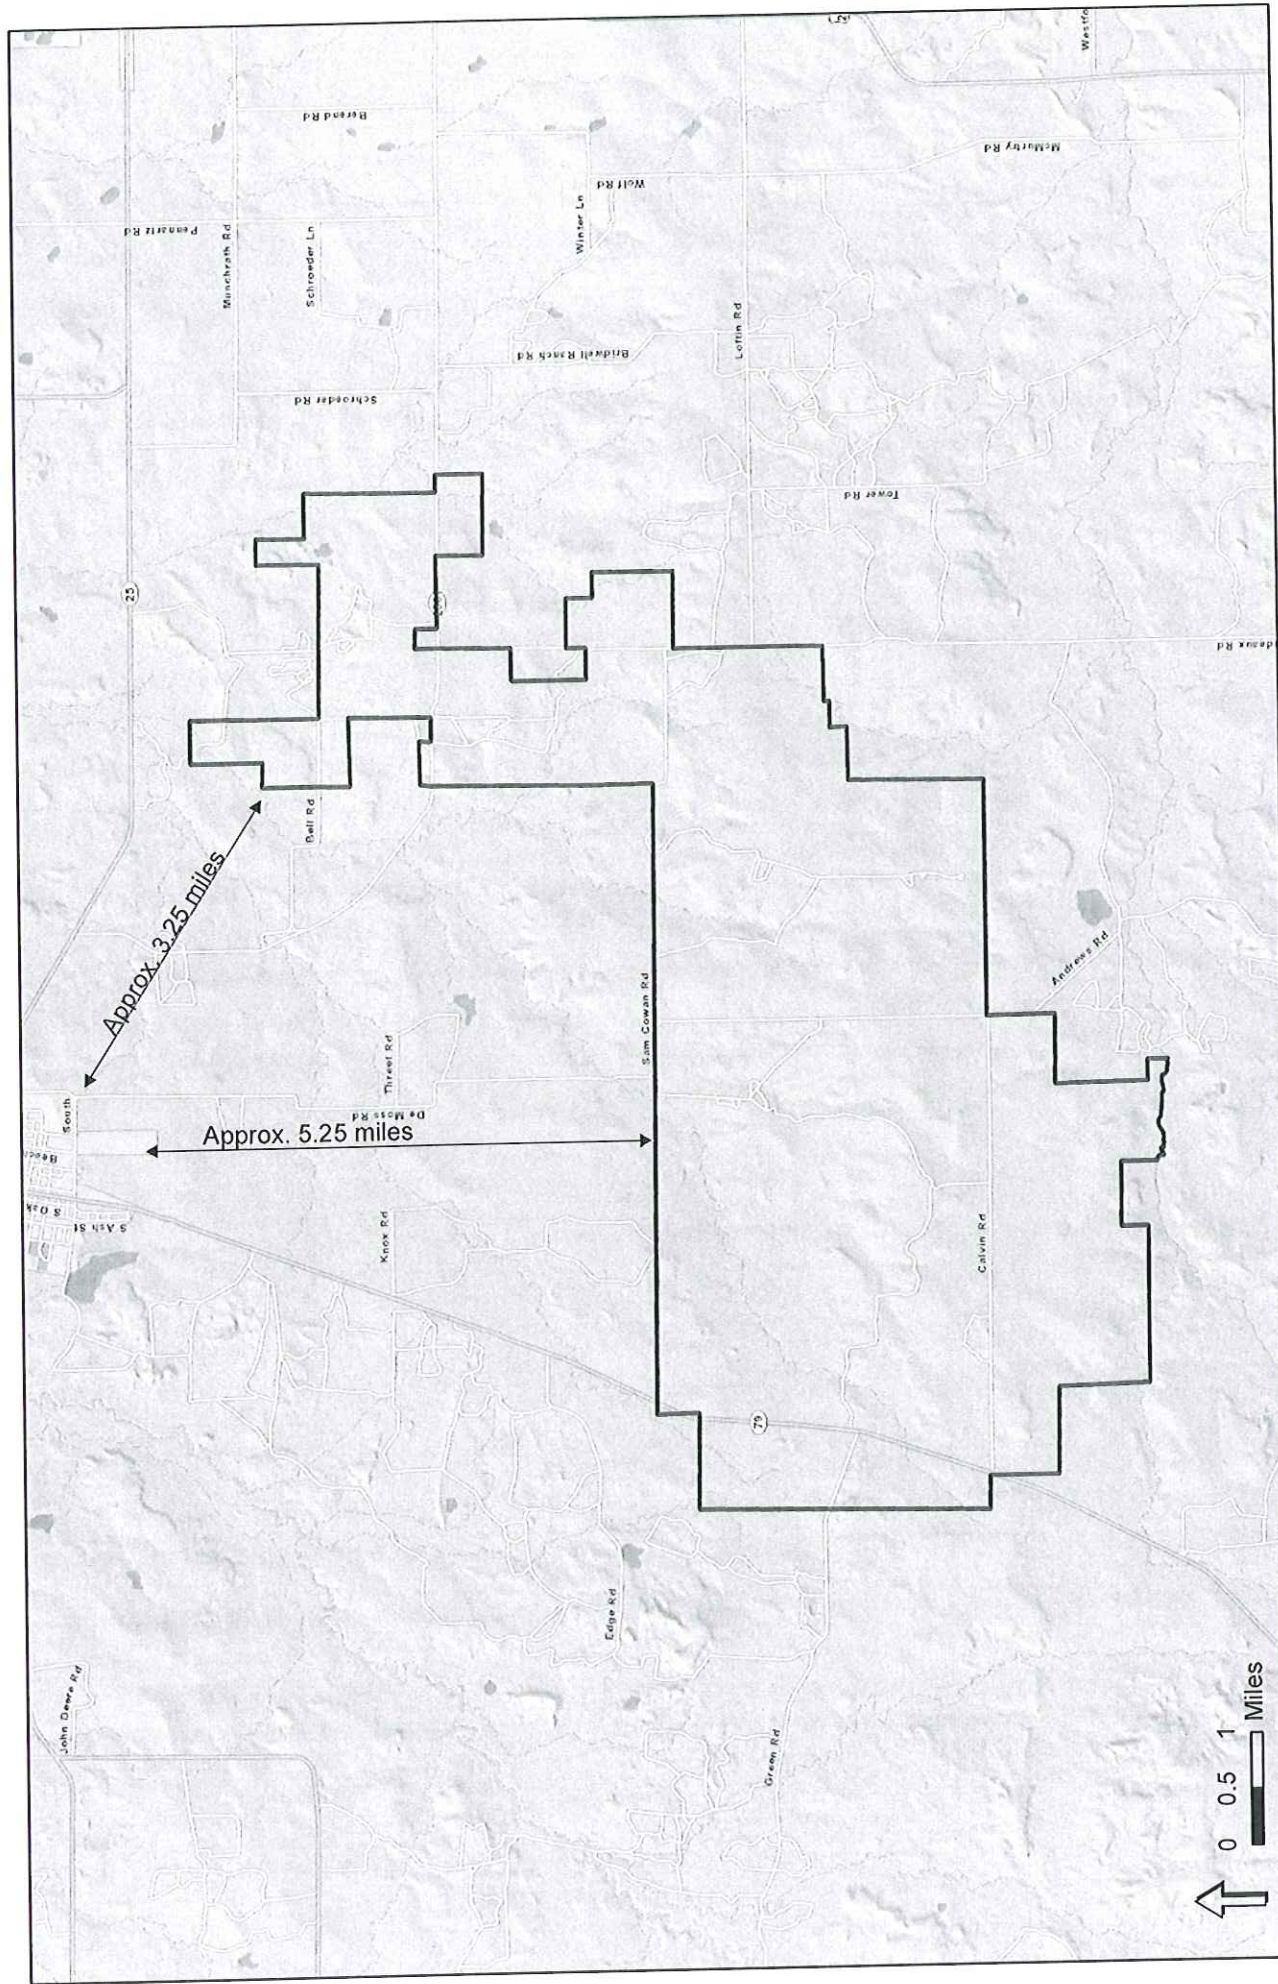 Berend Rd
McMurtry Rd
Wolf Rd
Pennartz Rd
Munchrath Rd
Schroeder Ln
Winter Ln
Loftin Rd
Bridwell Ranch Rd
Schroeder Rd
Tower Rd
25
Bell Rd
Approx. 3.25 miles
Andrews Rd
Sam Cowan Rd
Threet Rd
De Moss Rd
South
Approx. 5.25 miles
S Oak
S Ash St
Knox Rd
Calvin Rd
79
Edge Rd
John Deere Rd
Green Rd
0 0.5 1
Miles